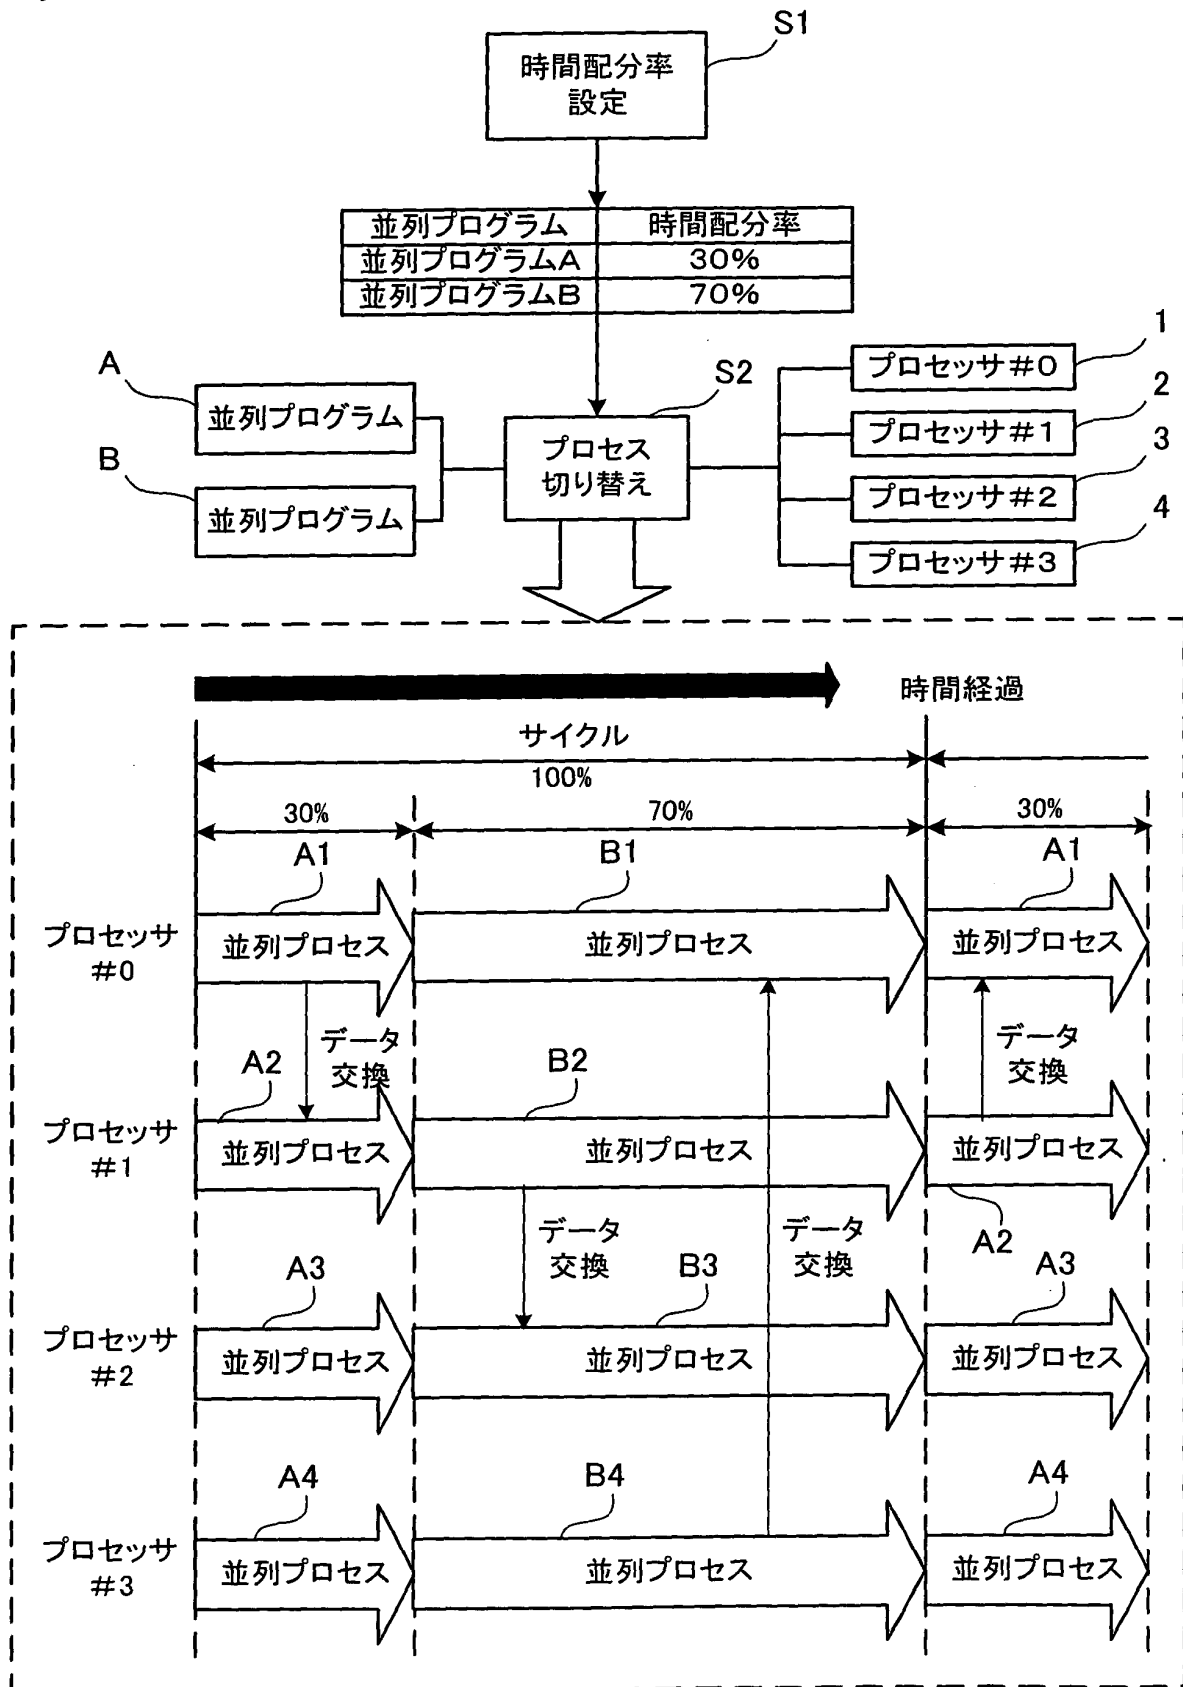 S1
時間配分率
設定
並列プログラム 時間配分率
並列プログラムA 30%
並列プログラムB 70%
A
並列プログラム
B
並列プログラム
S2
プロセス
切り替え
1
プロセッサ#0
2
プロセッサ#1
3
プロセッサ#2
4
プロセッサ#3
時間経過
サイクル
100%
30% 70% 30%
A1 B1 A1
プロセッサ
#0
並列プロセス 並列プロセス 並列プロセス
データ
交換
データ
交換
A2 B2
プロセッサ
#1
並列プロセス 並列プロセス 並列プロセス
A2
データ
交換
データ
交換
A3 B3 A3
プロセッサ
#2
並列プロセス 並列プロセス 並列プロセス
A4 B4 A4
プロセッサ
#3
並列プロセス 並列プロセス 並列プロセス